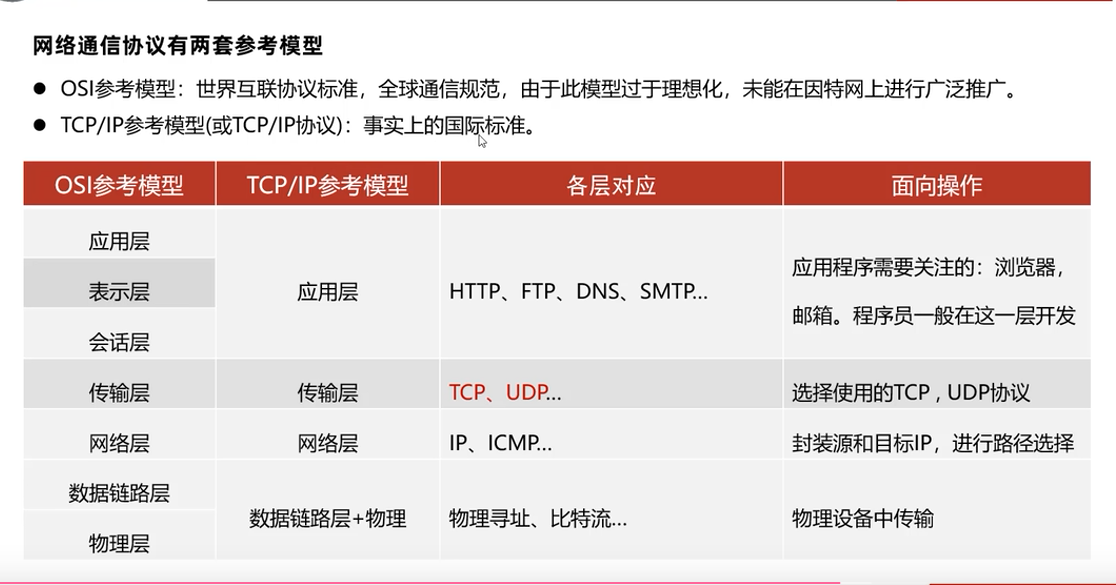 网络通信协议有两套参考模型
● OSI参考模型：世界互联协议标准，全球通信规范，由于此模型过于理想化，未能在因特网上进行广泛推广。
● TCP/IP参考模型(或TCP/IP协议)：事实上的国际标准。
OSI参考模型 TCP/IP参考模型 各层对应 面向操作
应用层
表示层
会话层
应用层
HTTP、FTP、DNS、SMTP...
应用程序需要关注的：浏览器，
邮箱。程序员一般在这一层开发
传输层 传输层 TCP、UDP... 选择使用的TCP , UDP协议
网络层 网络层 IP、ICMP... 封装源和目标IP，进行路径选择
数据链路层
物理层
数据链路层+物理
物理寻址、比特流...
物理设备中传输